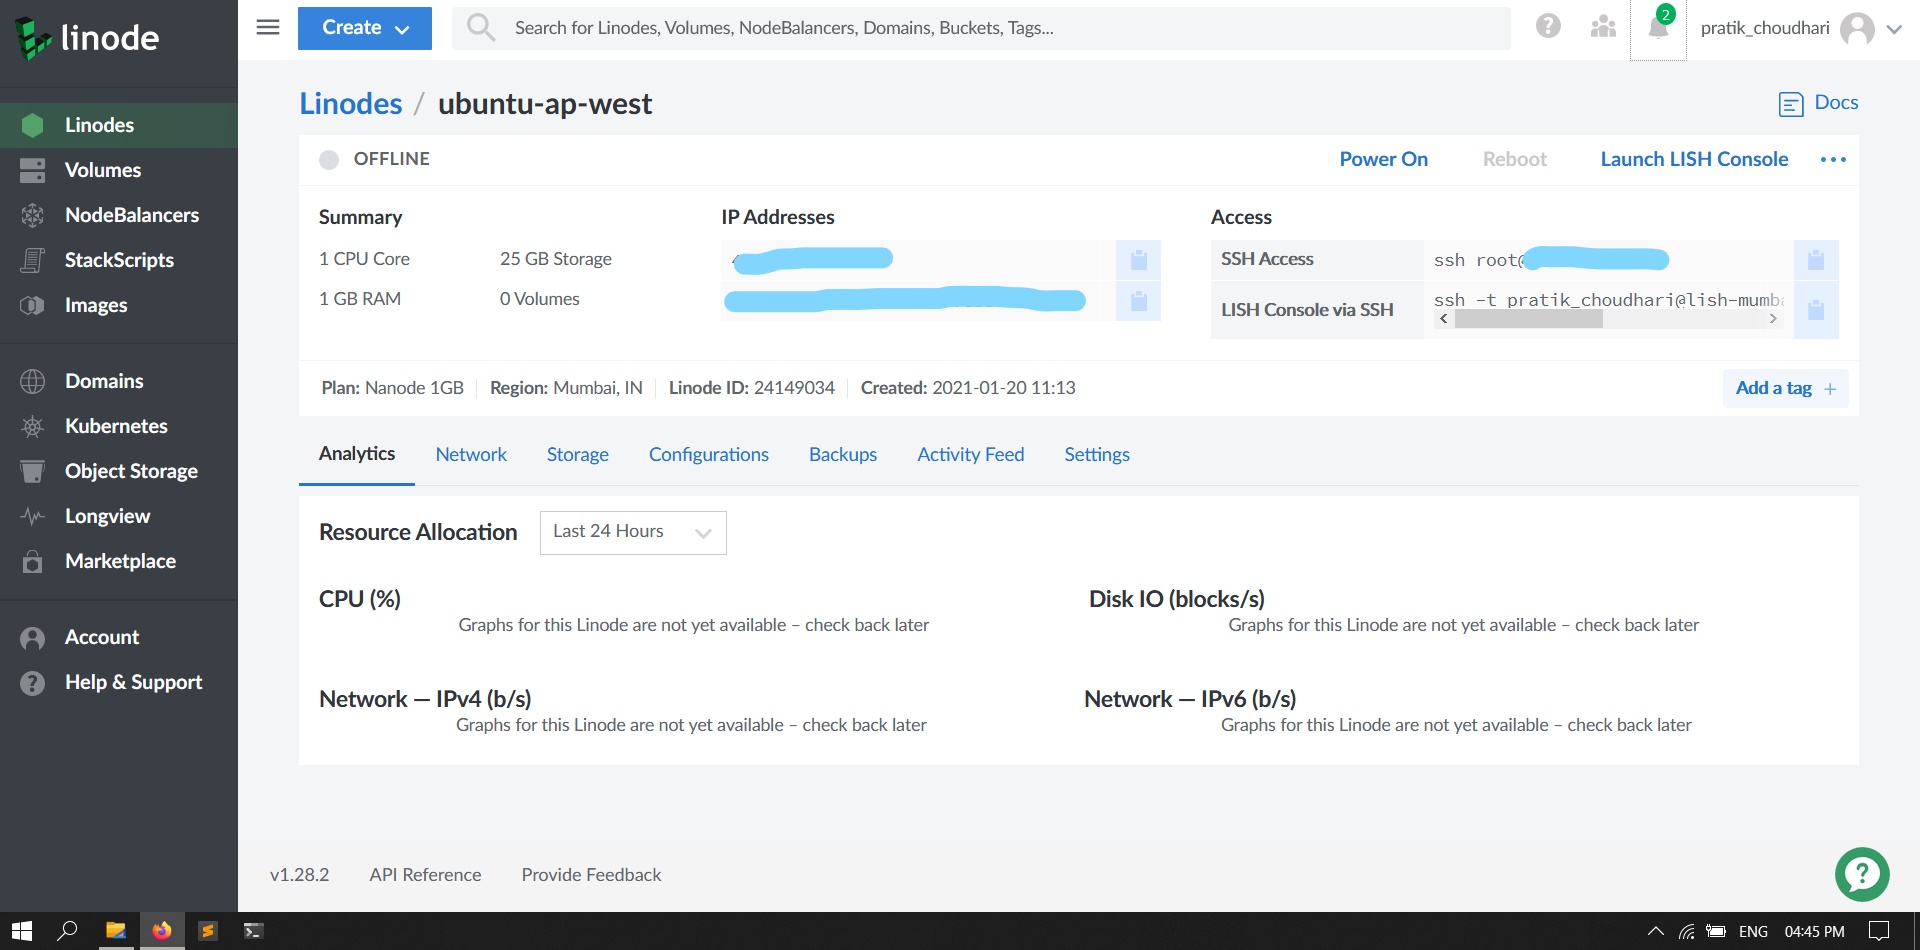 linode
Create
Search for Linodes, Volumes, NodeBalancers, Domains, Buckets, Tags...
2
pratik_choudhari
Linodes
Volumes
NodeBalancers
StackScripts
Images
Domains
Kubernetes
Object Storage
Longview
Marketplace
Account
Help & Support
Linodes / ubuntu-ap-west
Docs
OFFLINE
Power On
Reboot
Launch LISH Console
Summary
1 CPU Core
25 GB Storage
1 GB RAM
0 Volumes
IP Addresses
Access
SSH Access
ssh root@
LISH Console via SSH
ssh -t pratik_choudhari@lish-mumba
Plan: Nanode 1GB
Region: Mumbai, IN
Linode ID: 24149034
Created: 2021-01-20 11:13
Add a tag +
Analytics
Network
Storage
Configurations
Backups
Activity Feed
Settings
Resource Allocation
Last 24 Hours
CPU (%)
Graphs for this Linode are not yet available – check back later
Disk IO (blocks/s)
Graphs for this Linode are not yet available – check back later
Network — IPv4 (b/s)
Graphs for this Linode are not yet available – check back later
Network — IPv6 (b/s)
Graphs for this Linode are not yet available – check back later
v1.28.2
API Reference
Provide Feedback
ENG
04:45 PM